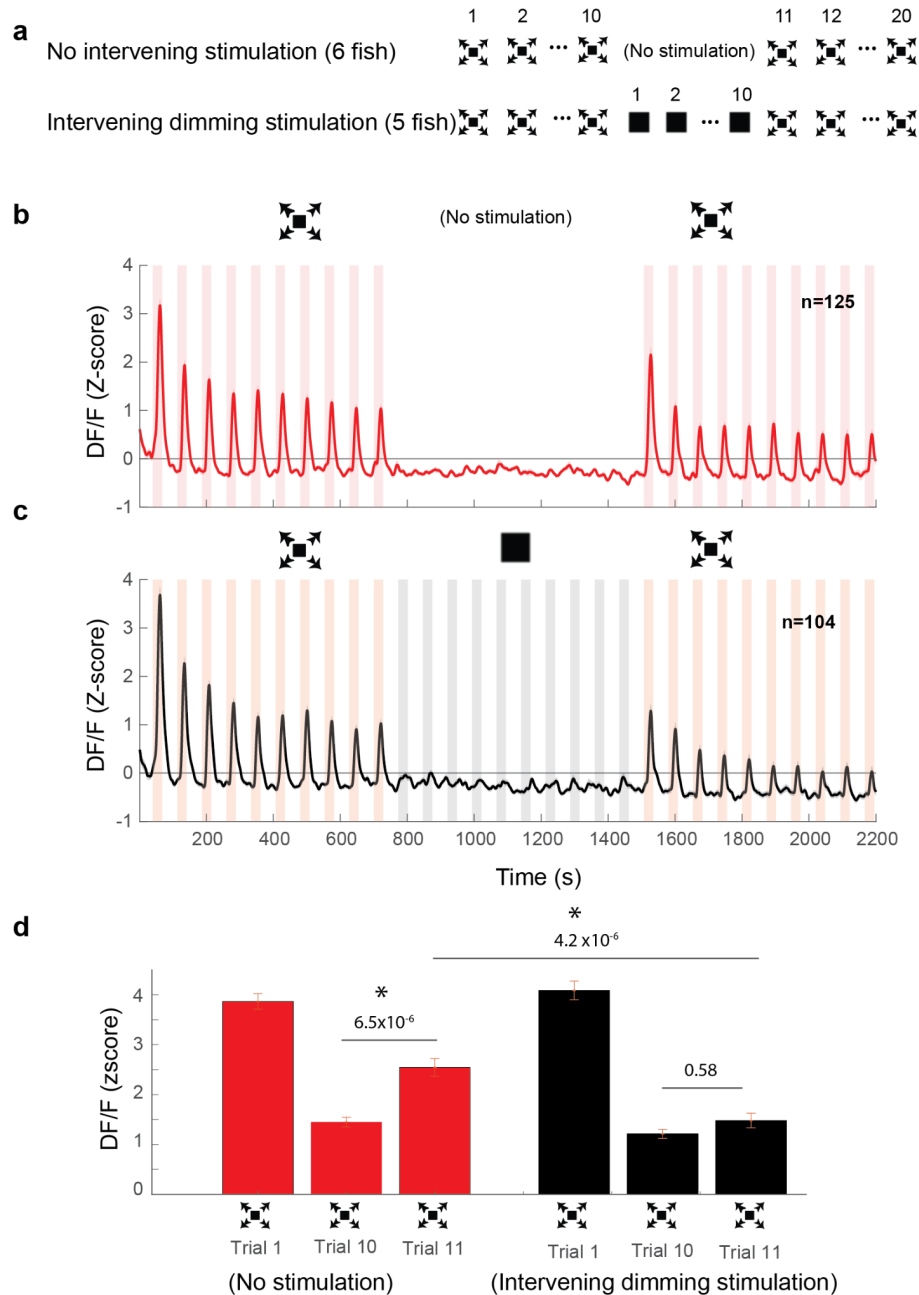 a
1 2 10 11 12 20
No intervening stimulation (6 fish) ... (No stimulation) ...
1 2 10
Intervening dimming stimulation (5 fish) ... ... ...
b
(No stimulation)
4
n=125
3
2
1
0
-1
DF/F (Z-score)
c
4
n=104
3
2
1
0
-1
DF/F (Z-score)
200 400 600 800 1000 1200 1400 1600 1800 2000 2200
Time (s)
d
*
4.2 x10⁻⁶
*
6.5x10⁻⁶
0.58
4
3
2
1
0
DF/F (zscore)
Trial 1 Trial 10 Trial 11 Trial 1 Trial 10 Trial 11
(No stimulation) (Intervening dimming stimulation)